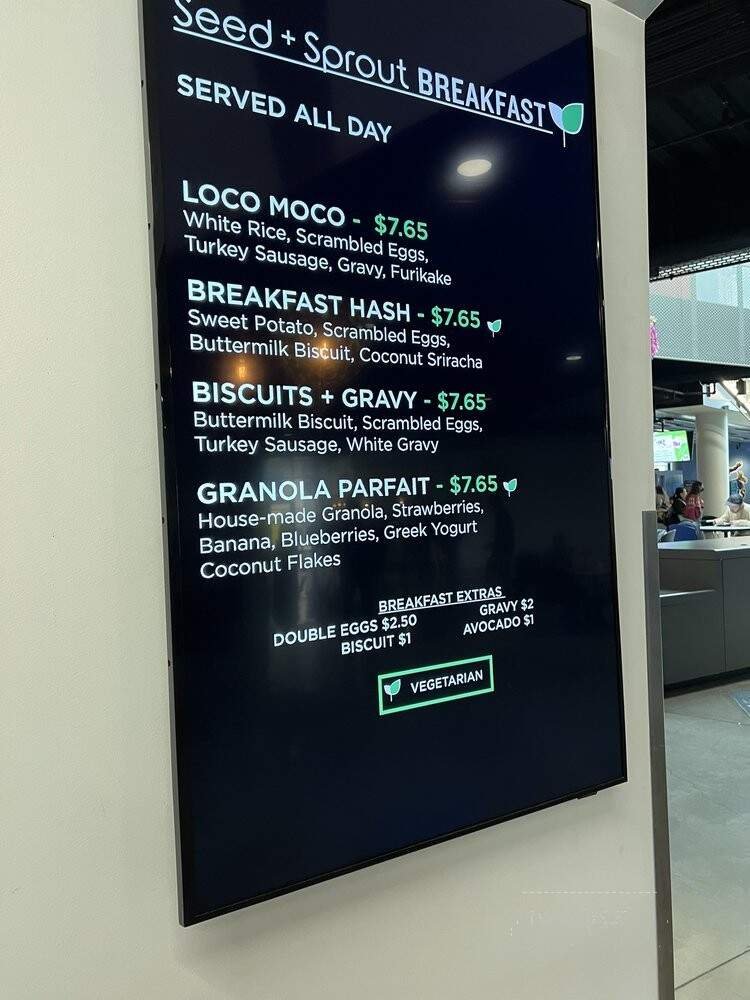 Seed + Sprout BREAKFAST
SERVED ALL DAY
LOCO MOCO - $7.65
White Rice, Scrambled Eggs,
Turkey Sausage, Gravy, Furikake
BREAKFAST HASH - $7.65
Sweet Potato, Scrambled Eggs,
Buttermilk Biscuit, Coconut Sriracha
BISCUITS + GRAVY - $7.65
Buttermilk Biscuit, Scrambled Eggs,
Turkey Sausage, White Gravy
GRANOLA PARFAIT - $7.65
House-made Granola, Strawberries,
Banana, Blueberries, Greek Yogurt
Coconut Flakes
BREAKFAST EXTRAS
DOUBLE EGGS $2.50
BISCUIT $1
GRAVY $2
AVOCADO $1
VEGETARIAN